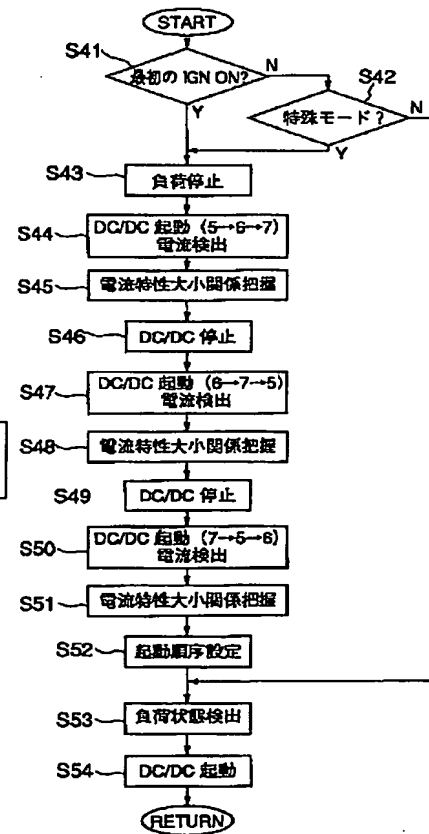 START
S41
最初の IGN ON?
N
S42
Y
特殊モード?
N
Y
S43
負荷停止
S44
DC/DC 起動 (5→6→7)
電流検出
S45
電流特性大小関係把握
S46
DC/DC 停止
S47
DC/DC 起動 (6→7→5)
電流検出
S48
電流特性大小関係把握
S49
DC/DC 停止
S50
DC/DC 起動 (7→5→6)
電流検出
S51
電流特性大小関係把握
S52
起動順序設定
S53
負荷状態検出
S54
DC/DC 起動
RETURN